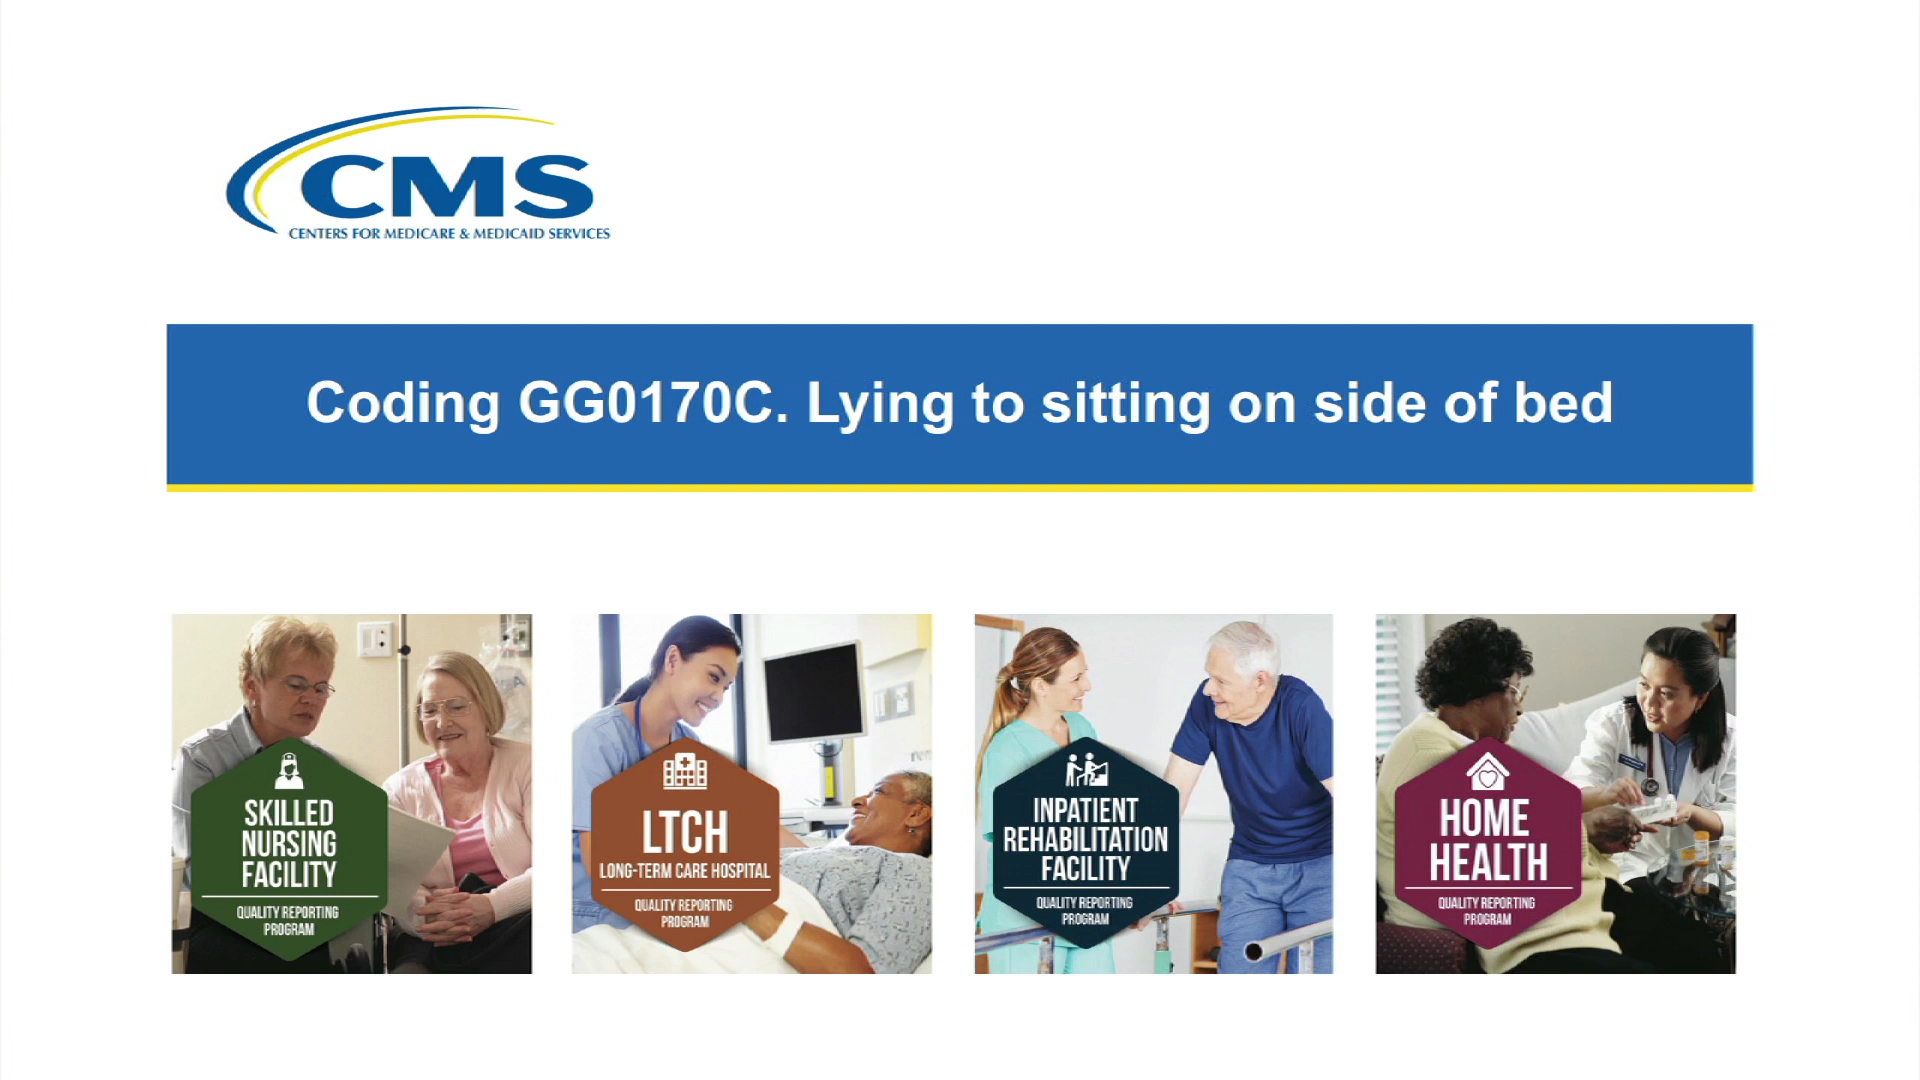 CMS
CENTERS FOR MEDICARE & MEDICAID SERVICES
Coding GG0170C. Lying to sitting on side of bed
SKILLED
NURSING
FACILITY
QUALITY REPORTING
PROGRAM
LTCH
LONG-TERM CARE HOSPITAL
QUALITY REPORTING
PROGRAM
INPATIENT
REHABILITATION
FACILITY
QUALITY REPORTING
PROGRAM
HOME
HEALTH
QUALITY REPORTING
PROGRAM